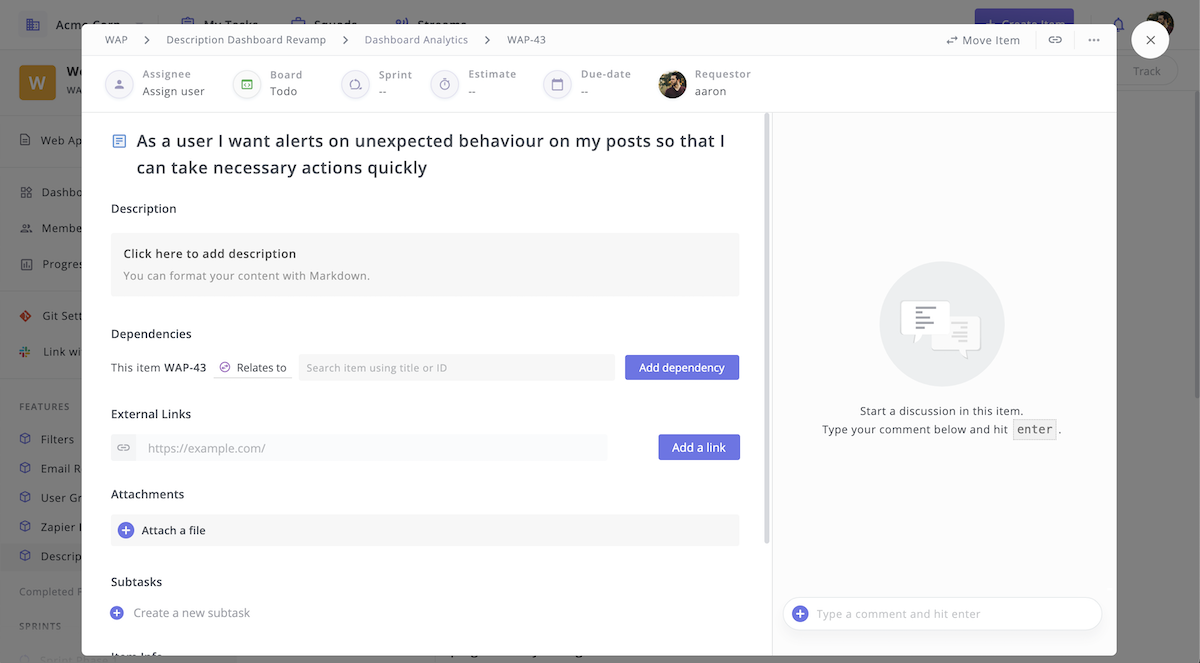 Acme Corp
My Tasks
Squads
Streams
Create Item
W
Track
Web Ap
Dashbo
Membe
Progres
Git Sett
Link wi
FEATURES
Filters
Email R
User Gr
Zapier I
Descrip
Completed F
SPRINTS
WAP
Description Dashboard Revamp
Dashboard Analytics
WAP-43
Move Item
Assignee
Assign user
Board
Todo
Sprint
--
Estimate
--
Due-date
--
Requestor
aaron
As a user I want alerts on unexpected behaviour on my posts so that I
can take necessary actions quickly
Description
Click here to add description
You can format your content with Markdown.
Dependencies
This item WAP-43 Relates to Search item using title or ID Add dependency
External Links
https://example.com/ Add a link
Attachments
Attach a file
Subtasks
Create a new subtask
Item Info
Start a discussion in this item.
Type your comment below and hit enter .
Type a comment and hit enter